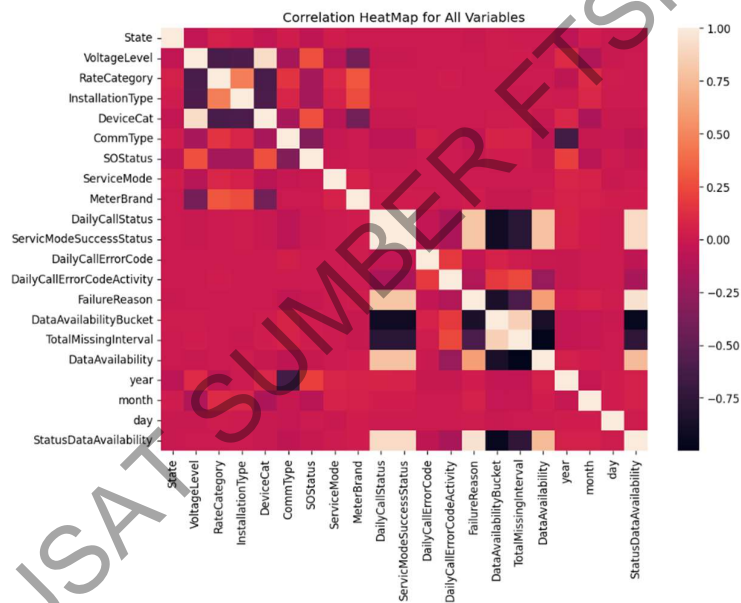 Correlation HeatMap for All Variables
State
VoltageLevel
RateCategory
InstallationType
DeviceCat
CommType
SOStatus
ServiceMode
MeterBrand
DailyCallStatus
ServicModeSuccessStatus
DailyCallErrorCode
DailyCallErrorCodeActivity
FailureReason
DataAvailabilityBucket
TotalMissingInterval
DataAvailability
year
month
day
StatusDataAvailability
State
VoltageLevel
RateCategory
InstallationType
DeviceCat
CommType
SOStatus
ServiceMode
MeterBrand
DailyCallStatus
ServicModeSuccessStatus
DailyCallErrorCode
DailyCallErrorCodeActivity
FailureReason
DataAvailabilityBucket
TotalMissingInterval
DataAvailability
year
month
day
StatusDataAvailability
1.00
0.75
0.50
0.25
0.00
−0.25
−0.50
−0.75
USAT SUMBER FTSM